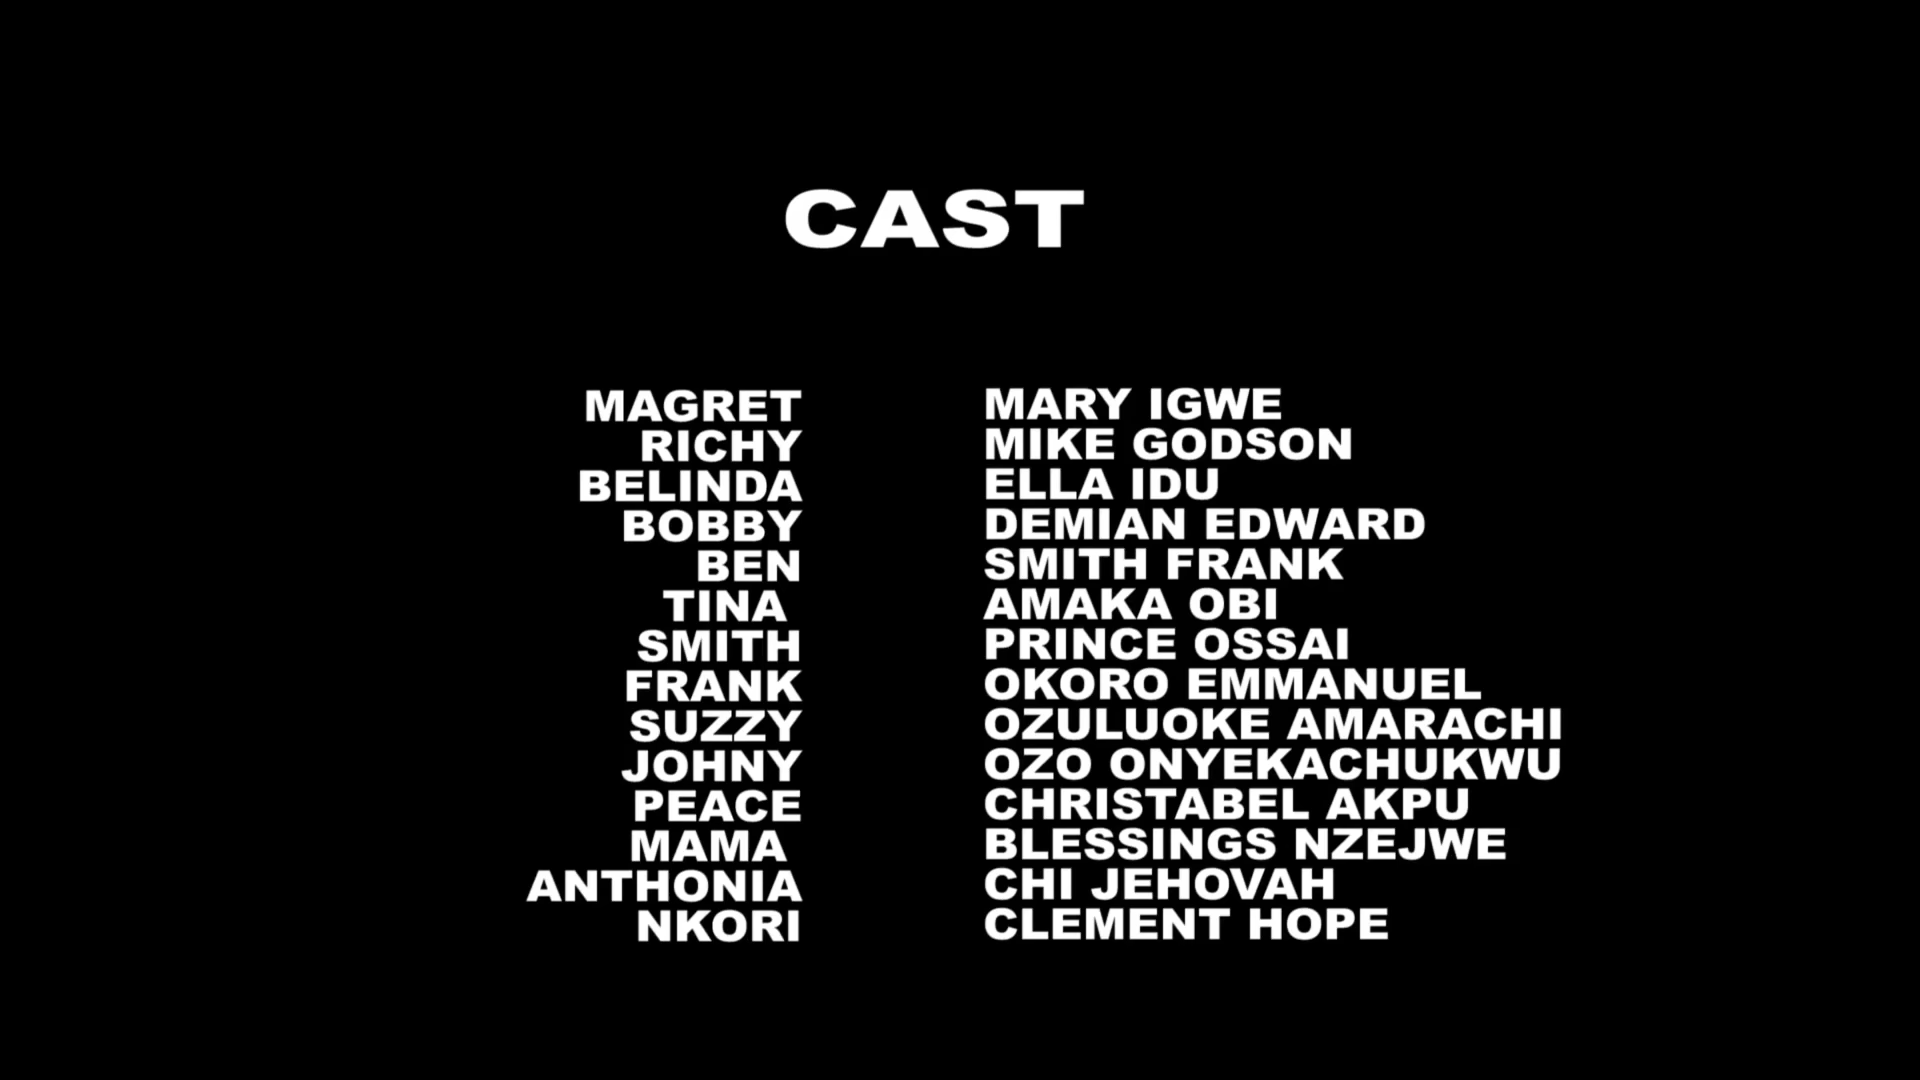 CAST
MAGRET MARY IGWE
RICHY MIKE GODSON
BELINDA ELLA IDU
BOBBY DEMIAN EDWARD
BEN SMITH FRANK
TINA AMAKA OBI
SMITH PRINCE OSSAI
FRANK OKORO EMMANUEL
SUZZY OZULUOKE AMARACHI
JOHNY OZO ONYEKACHUKWU
PEACE CHRISTABEL AKPU
MAMA BLESSINGS NZEJWE
ANTHONIA CHI JEHOVAH
NKORI CLEMENT HOPE